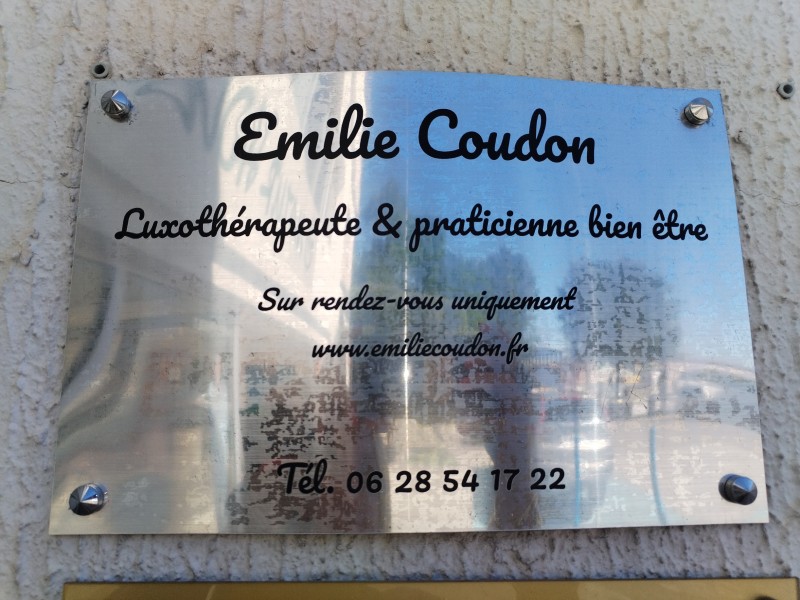 Emilie Coudon
Luxothérapeute & praticienne bien être
Sur rendez-vous uniquement
www.emiliecoudon.fr
Tél. 06 28 54 17 22